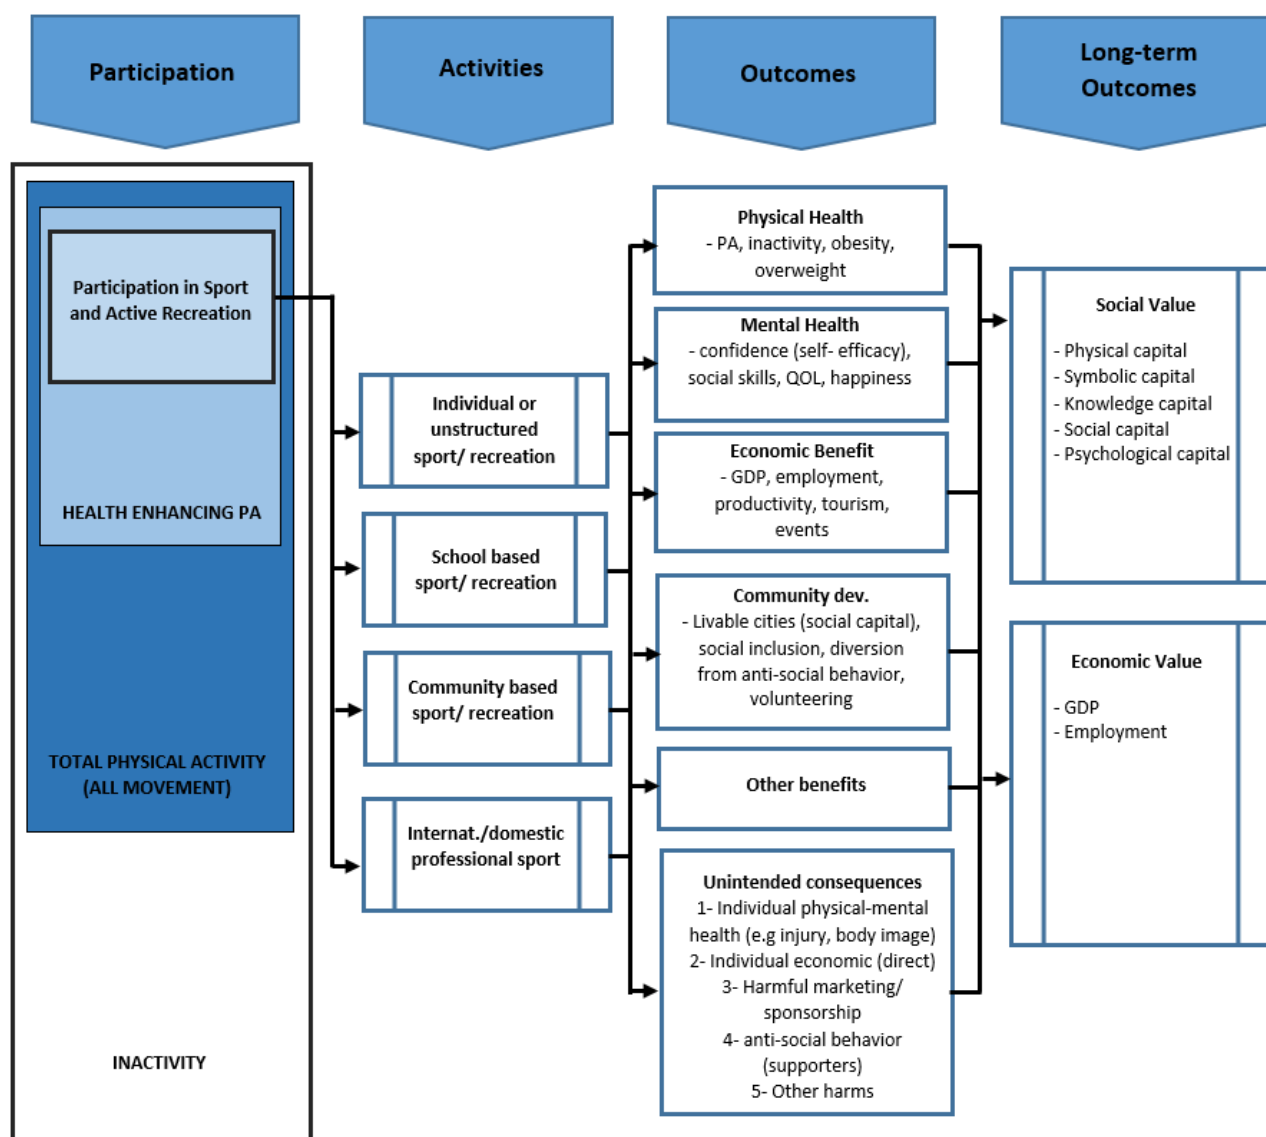 Participation
Activities
Outcomes
Long-term
Outcomes
Participation in Sport
and Active Recreation
HEALTH ENHANCING PA
TOTAL PHYSICAL ACTIVITY
(ALL MOVEMENT)
INACTIVITY
Individual or
unstructured
sport/ recreation
School based
sport/ recreation
Community based
sport/ recreation
Internat./domestic
professional sport
Physical Health
- PA, inactivity, obesity,
overweight
Mental Health
- confidence (self- efficacy),
social skills, QOL, happiness
Economic Benefit
- GDP, employment,
productivity, tourism,
events
Community dev.
- Livable cities (social capital),
social inclusion, diversion
from anti-social behavior,
volunteering
Other benefits
Unintended consequences
1- Individual physical-mental
health (e.g injury, body image)
2- Individual economic (direct)
3- Harmful marketing/
sponsorship
4- anti-social behavior
(supporters)
5- Other harms
Social Value
- Physical capital
- Symbolic capital
- Knowledge capital
- Social capital
- Psychological capital
Economic Value
- GDP
- Employment